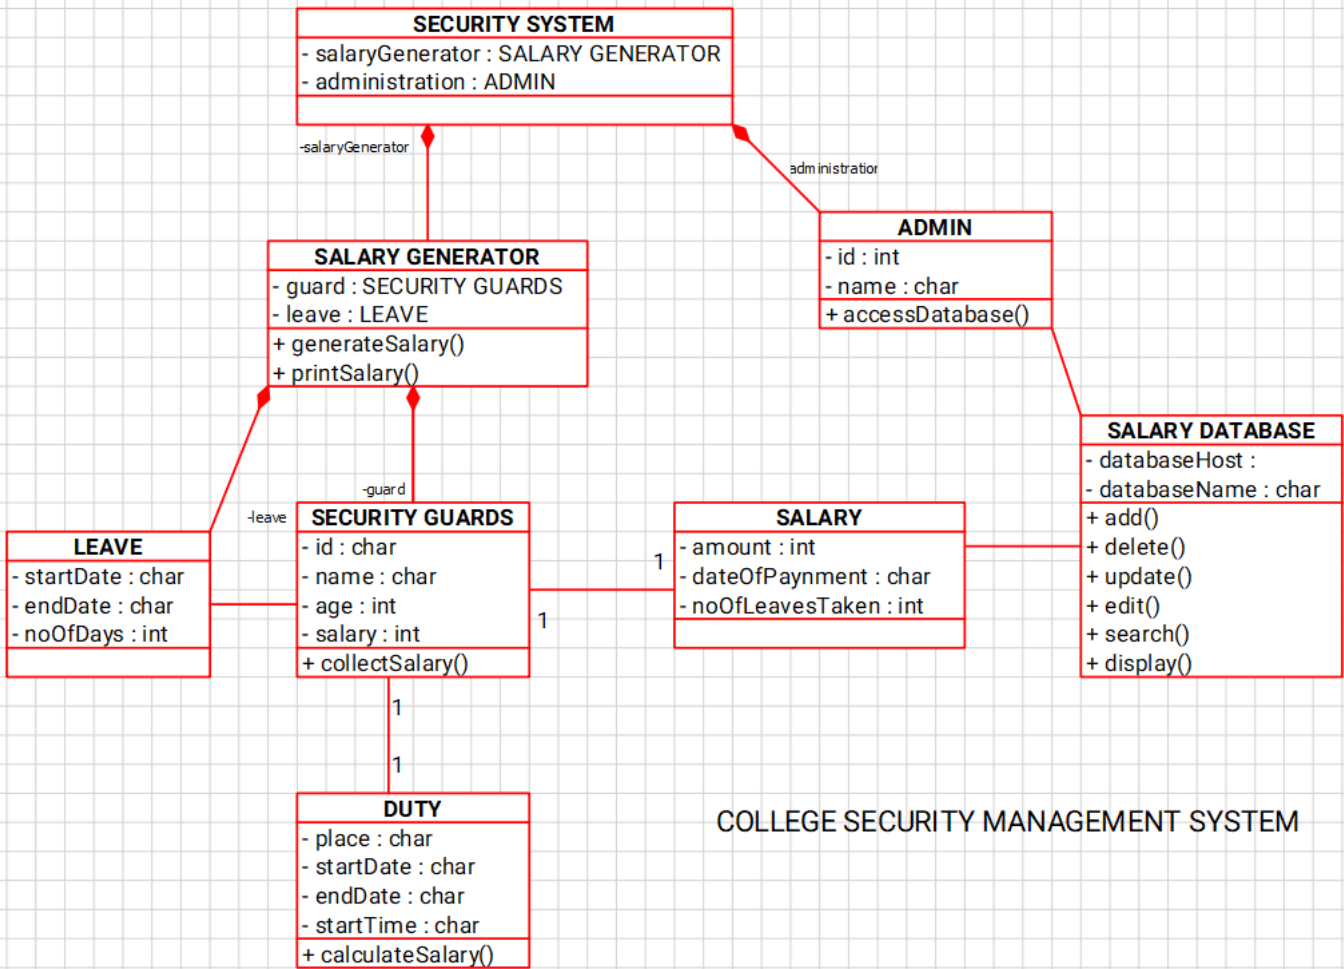 SECURITY SYSTEM
- salaryGenerator : SALARY GENERATOR
- administration : ADMIN
-salaryGenerator
administration
ADMIN
- id : int
- name : char
+ accessDatabase()
SALARY GENERATOR
- guard : SECURITY GUARDS
- leave : LEAVE
+ generateSalary()
+ printSalary()
-guard
-leave
LEAVE
- startDate : char
- endDate : char
- noOfDays : int
SECURITY GUARDS
- id : char
- name : char
- age : int
- salary : int
+ collectSalary()
1
1
SALARY
- amount : int
- dateOfPaynment : char
- noOfLeavesTaken : int
SALARY DATABASE
- databaseHost :
- databaseName : char
+ add()
+ delete()
+ update()
+ edit()
+ search()
+ display()
1
1
DUTY
- place : char
- startDate : char
- endDate : char
- startTime : char
+ calculateSalary()
COLLEGE SECURITY MANAGEMENT SYSTEM